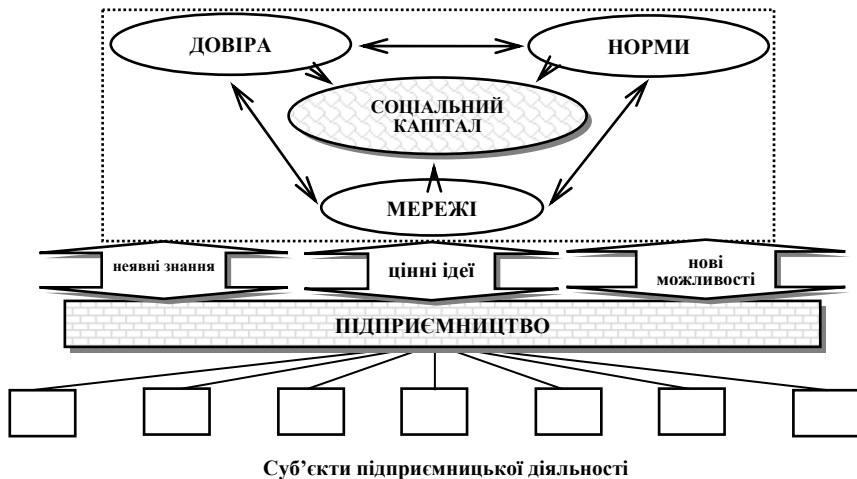 ДОВІРА
НОРМИ
СОЦІАЛЬНИЙ
КАПІТАЛ
МЕРЕЖІ
неявні знання
цінні ідеї
нові
можливості
ПІДПРИЄМНИЦТВО
Суб’єкти підприємницької діяльності